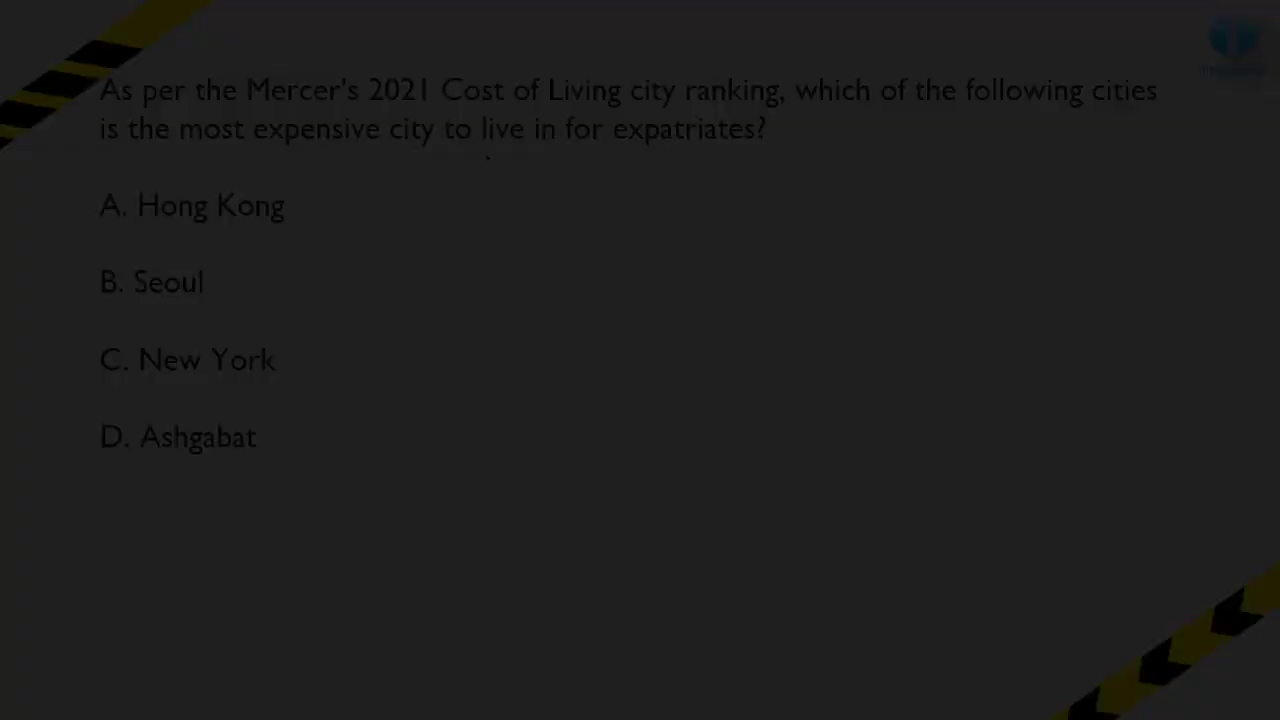 As per the Mercer's 2021 Cost of Living city ranking, which of the following cities
is the most expensive city to live in for expatriates?
A. Hong Kong
B. Seoul
C. New York
D. Ashgabat